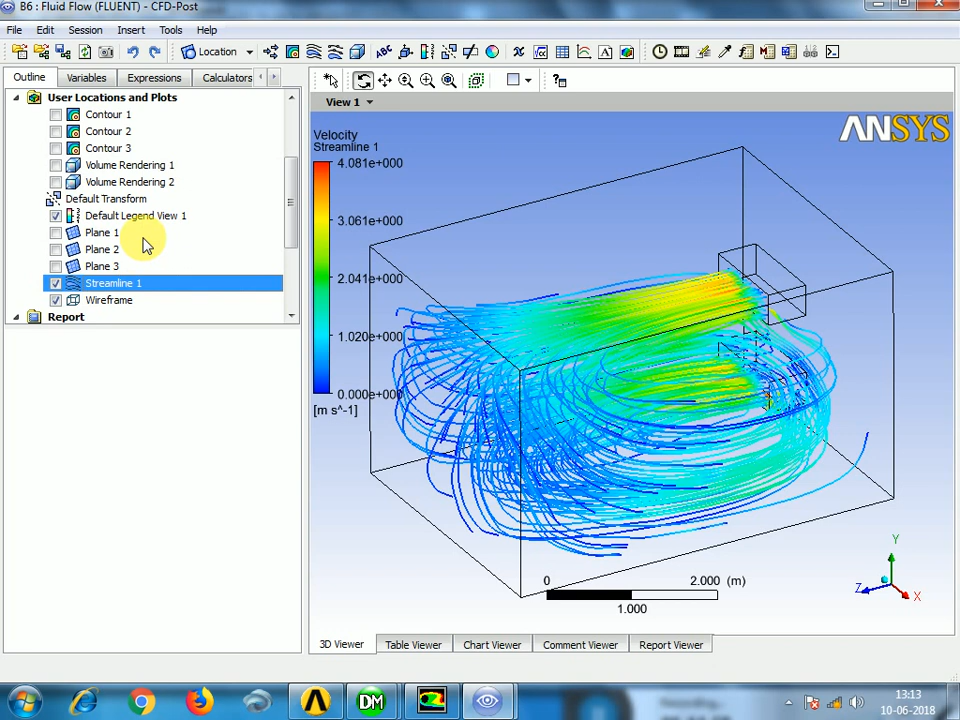 B6 : Fluid Flow (FLUENT) - CFD-Post
File Edit Session Insert Tools Help
Location
Outline Variables Expressions Calculators
View 1
User Locations and Plots
Contour 1
Contour 2
Contour 3
Volume Rendering 1
Volume Rendering 2
Default Transform
Default Legend View 1
Plane 1
Plane 2
Plane 3
Streamline 1
Wireframe
Report
Velocity
Streamline 1
4.081e+000
3.061e+000
2.041e+000
1.020e+000
0.000e+000
[m s^-1]
ANSYS
Y
Z
X
0 2.000 (m)
1.000
3D Viewer Table Viewer Chart Viewer Comment Viewer Report Viewer
DM
13:13
10-06-2018